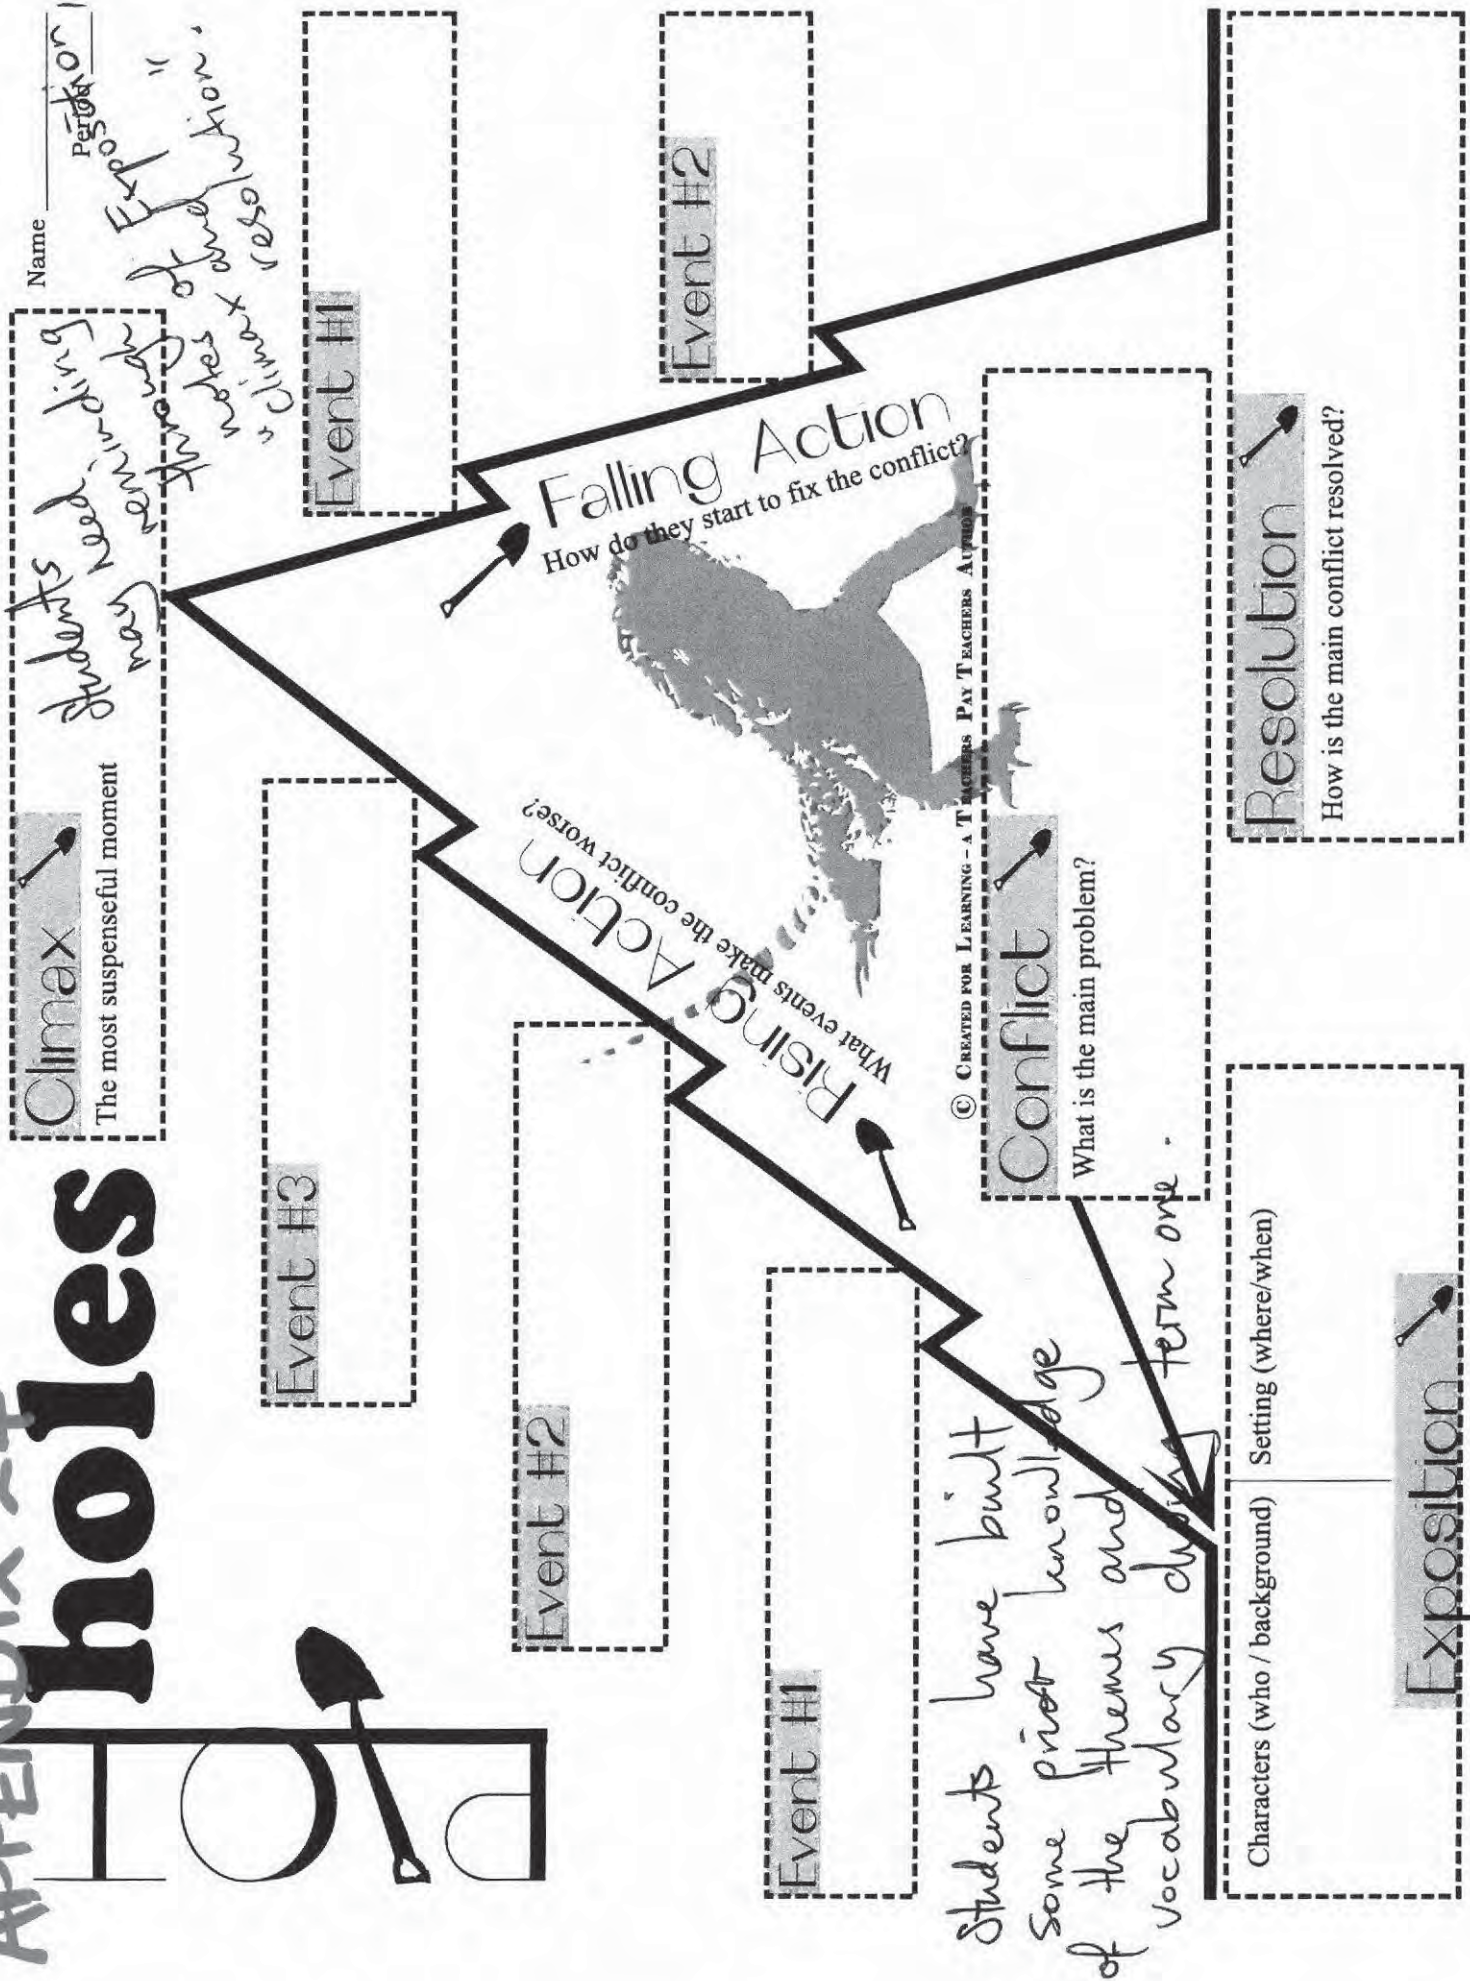 APPENDIX
holes
PLOT
Name
Period
Climax
The most suspenseful moment
Students
may need
reminding
through
notes of "Exposition"
"Climax and
resolution".
Event #3
Event #2
Event #1
Rising Action
What events make the conflict worse?
Falling Action
How do they start to fix the conflict?
Event #1
Event #2
© CREATED FOR LEARNING – A TEACHERS PAY TEACHERS AUTHOR
Conflict
What is the main problem?
Students have built
some prior knowledge
of the themes and
vocabulary during term one.
Characters (who / background)
Setting (where/when)
Exposition
Resolution
How is the main conflict resolved?